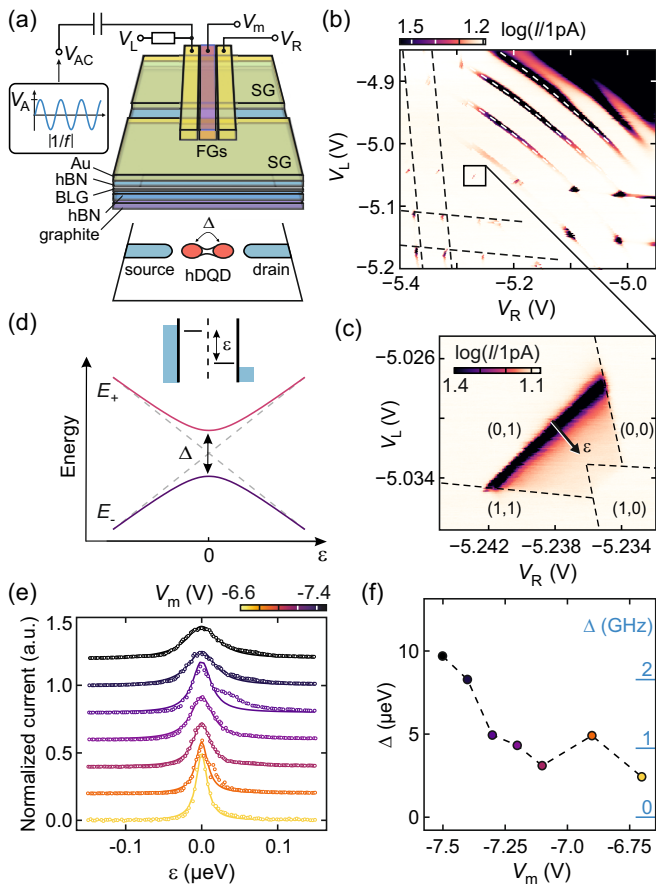 (a)
V_L
V_m
V_R
V_AC
V_A
|1/f|
SG
SG
FGs
Au
hBN
BLG
hBN
graphite
Δ
source
hDQD
drain
(b)
1.5
1.2
log(I/1pA)
−4.9
−5.0
−5.1
−5.2
V_L (V)
−5.4
−5.2
−5.0
V_R (V)
(c)
log(I/1pA)
1.4
1.1
−5.026
−5.034
V_L (V)
(0,1)
(0,0)
(1,1)
(1,0)
ε
−5.242
−5.238
−5.234
V_R (V)
(d)
ε
E_+
Δ
E_-
Energy
0
ε
(e)
V_m (V)
-6.6
-7.4
1.5
1.0
0.5
0.0
Normalized current (a.u.)
-0.1
0.0
0.1
ε (μeV)
(f)
Δ (GHz)
10
5
0
2
1
0
Δ (μeV)
-7.5
-7.25
-7.0
-6.75
V_m (V)